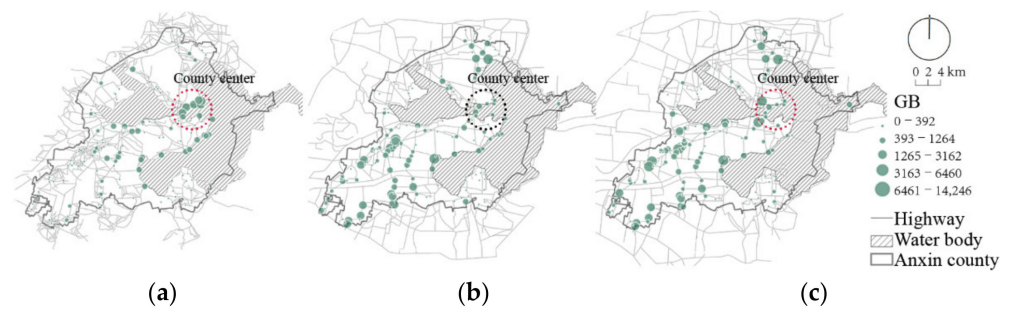 County center
County center
County center
0 2 4 km
GB
0 – 392
393 – 1264
1265 – 3162
3163 – 6460
6461 – 14,246
Highway
Water body
Anxin county
(a)
(b)
(c)